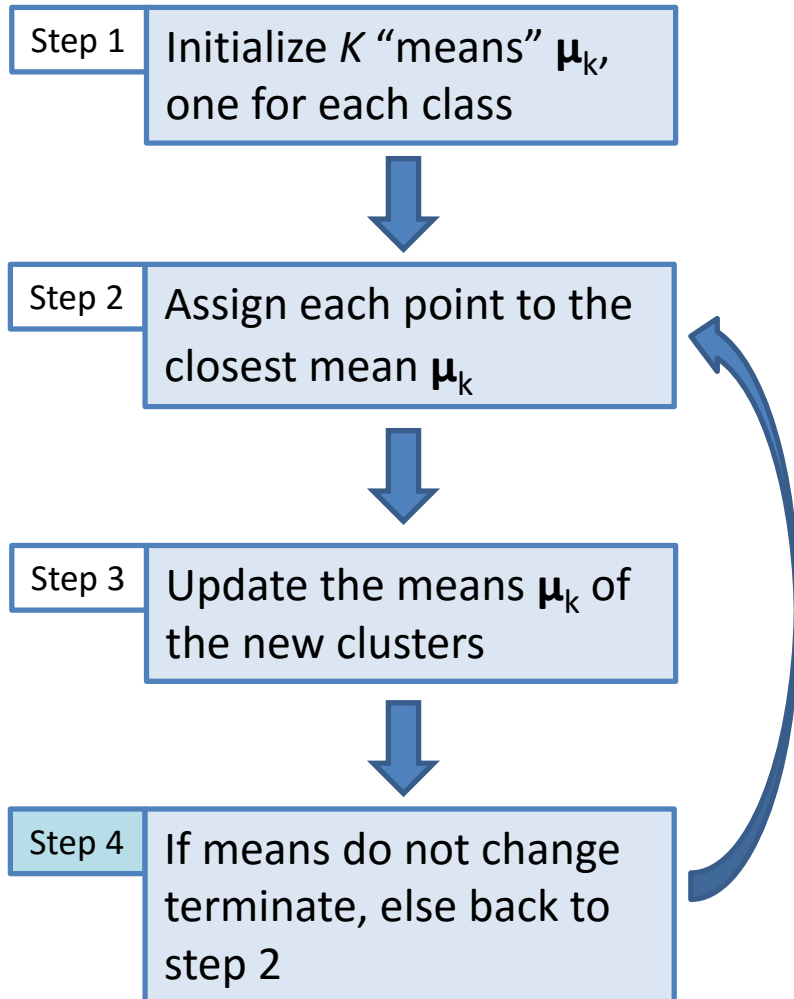 Step 1
Initialize K “means” μk,
one for each class
Step 2
Assign each point to the
closest mean μk
Step 3
Update the means μk of
the new clusters
Step 4
If means do not change
terminate, else back to
step 2